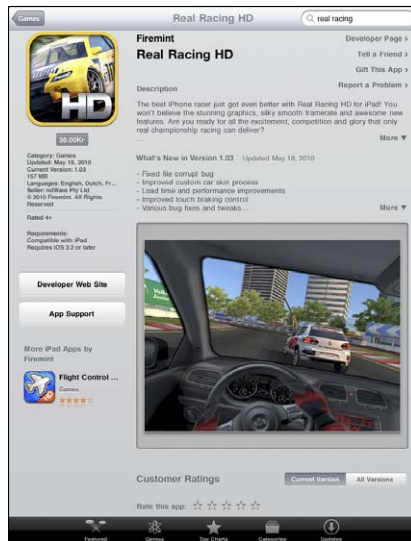 Games
Real Racing HD
real racing
Firemint
Real Racing HD
Developer Page ›
Tell a Friend ›
Gift This App ›
Report a Problem ›
HD
36.00Kr
Description
The best iPhone racer just got even better with Real Racing HD for iPad! You
won't believe the stunning graphics, silky smooth framerate and awesome new
features. Are you ready for all the excitement, competition and glory that only
real championship racing can deliver?
...
More ▼
What's New in Version 1.03 Updated May 18, 2010
- Fixed file corrupt bug
- Improved custom car skin process
- Load time and performance improvements
- Improved touch braking control
- Various bug fixes and tweaks...
More ▼
Category: Games
Updated: May 18, 2010
Current Version: 1.03
157 MB
Languages: English, Dutch, Fr...
Seller: ndWare Pty Ltd
© 2010 Firemint. All Rights
Reserved
Rated 4+
Requirements:
Compatible with iPad
Requires iOS 3.2 or later
Developer Web Site
App Support
More iPad Apps by
Firemint
Flight Control ...
Games
HD
Customer Ratings
Current Version
All Versions
Rate this app:
Featured
Genius
Top Charts
Categories
Updates